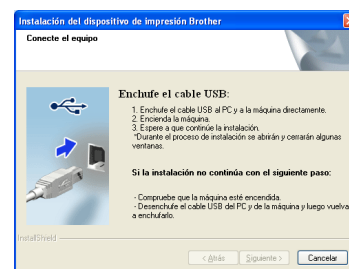 Instalación del dispositivo de impresión Brother
Conecte el equipo
Enchufe el cable USB:
1. Enchufe el cable USB al PC y a la máquina directamente.
2. Encienda la máquina.
3. Espere a que continúe la instalación.
*Durante el proceso de instalación se abrirán y cerrarán algunas
ventanas.
Si la instalación no continúa con el siguiente paso:
- Compruebe que la máquina esté encendida.
- Desenchufe el cable USB del PC y de la máquina y luego vuelva
a enchufarlo.
InstallShield
< Atrás Siguiente > Cancelar